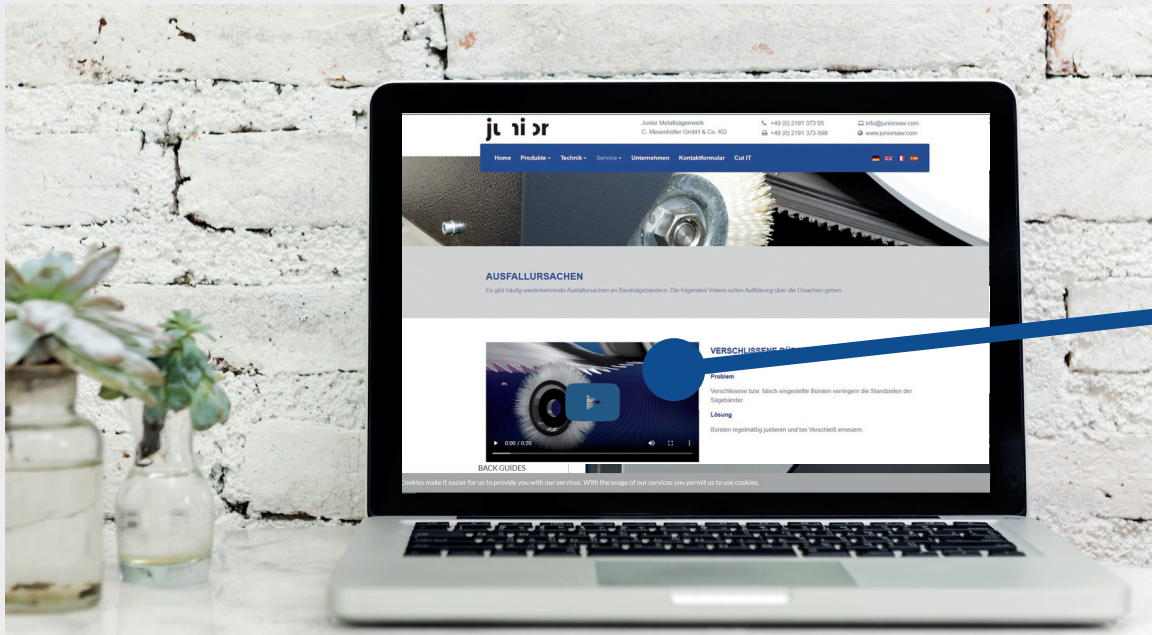 junior
Junior Metallsägenwerk
C. Mesenhöller GmbH & Co. KG
+49 (0) 2191 373 05
+49 (0) 2191 373-599
info@juniorsaw.com
www.juniorsaw.com
Home Produkte Technik Service Unternehmen Kontaktformular Cut IT
AUSFALLURSACHEN
Es gibt häufig wiederkehrende Ausfallursachen an Bandsägebändern. Die folgenden Videos sollen Aufklärung über die Ursachen geben.
VERSCHLISSENE
Problem
Verschlissene bzw. falsch eingestellte Bürsten verringern die Standzeiten der
Sägebänder.
Lösung
Bürsten regelmäßig justieren und bei Verschleiß erneuern.
0:00 / 0:20
BACK GUIDES
Cookies make it easier for us to provide you with our services. With the usage of our services you permit us to use cookies.